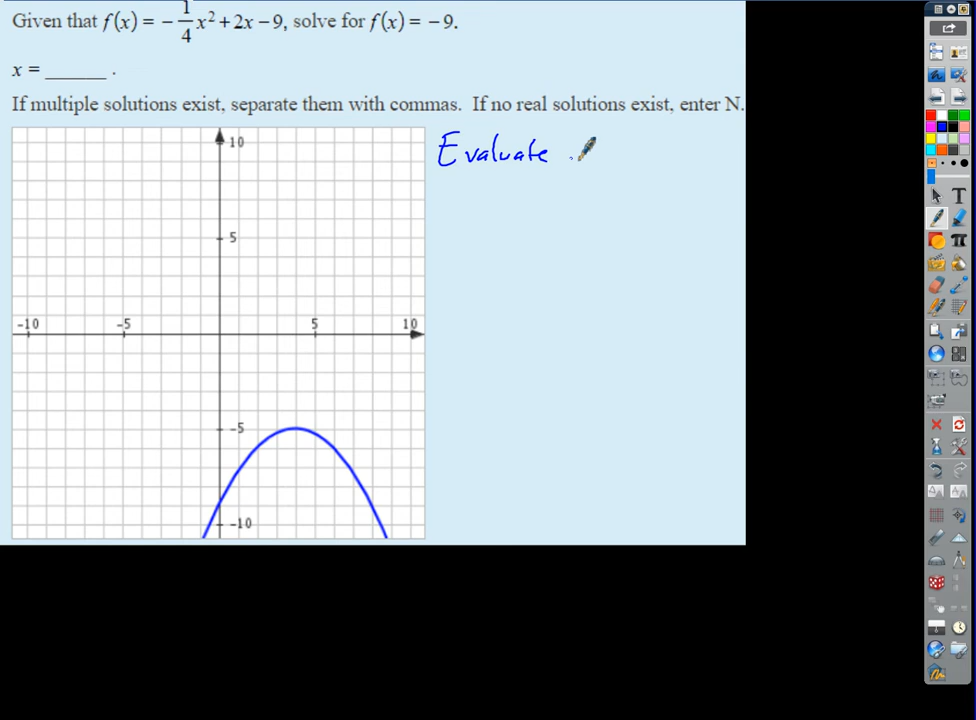 Given that f(x) = −1/4x² + 2x − 9, solve for f(x) = − 9.
x = ______ .
If multiple solutions exist, separate them with commas. If no real solutions exist, enter N.
Evaluate
10
5
-10 -5 5 10
-5
-10
T
π